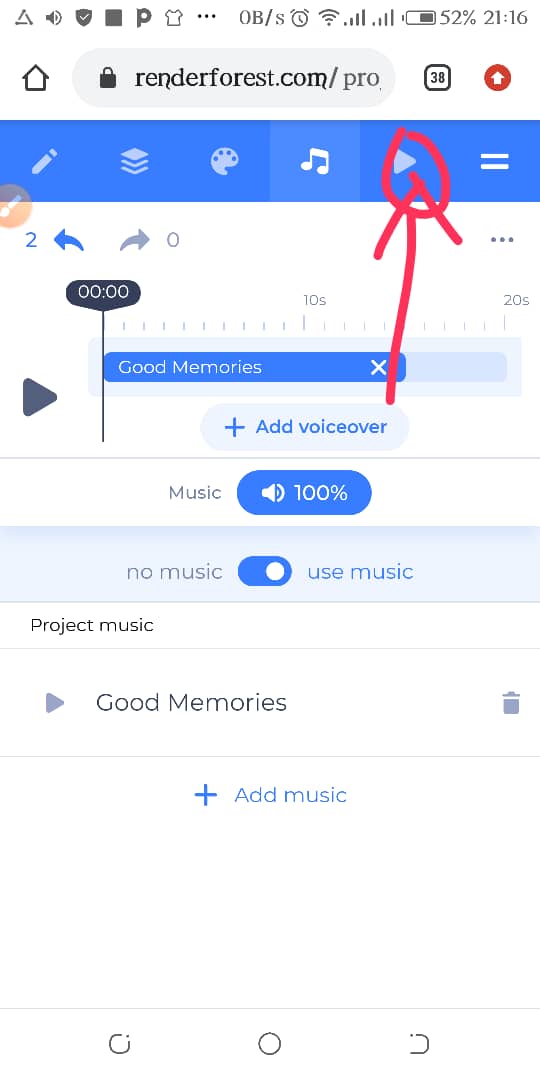 0B/s 52% 21:16
renderforest.com/pro
38
2 0
00:00 10s 20s
Good Memories
+ Add voiceover
Music 100%
no music use music
Project music
Good Memories
+ Add music